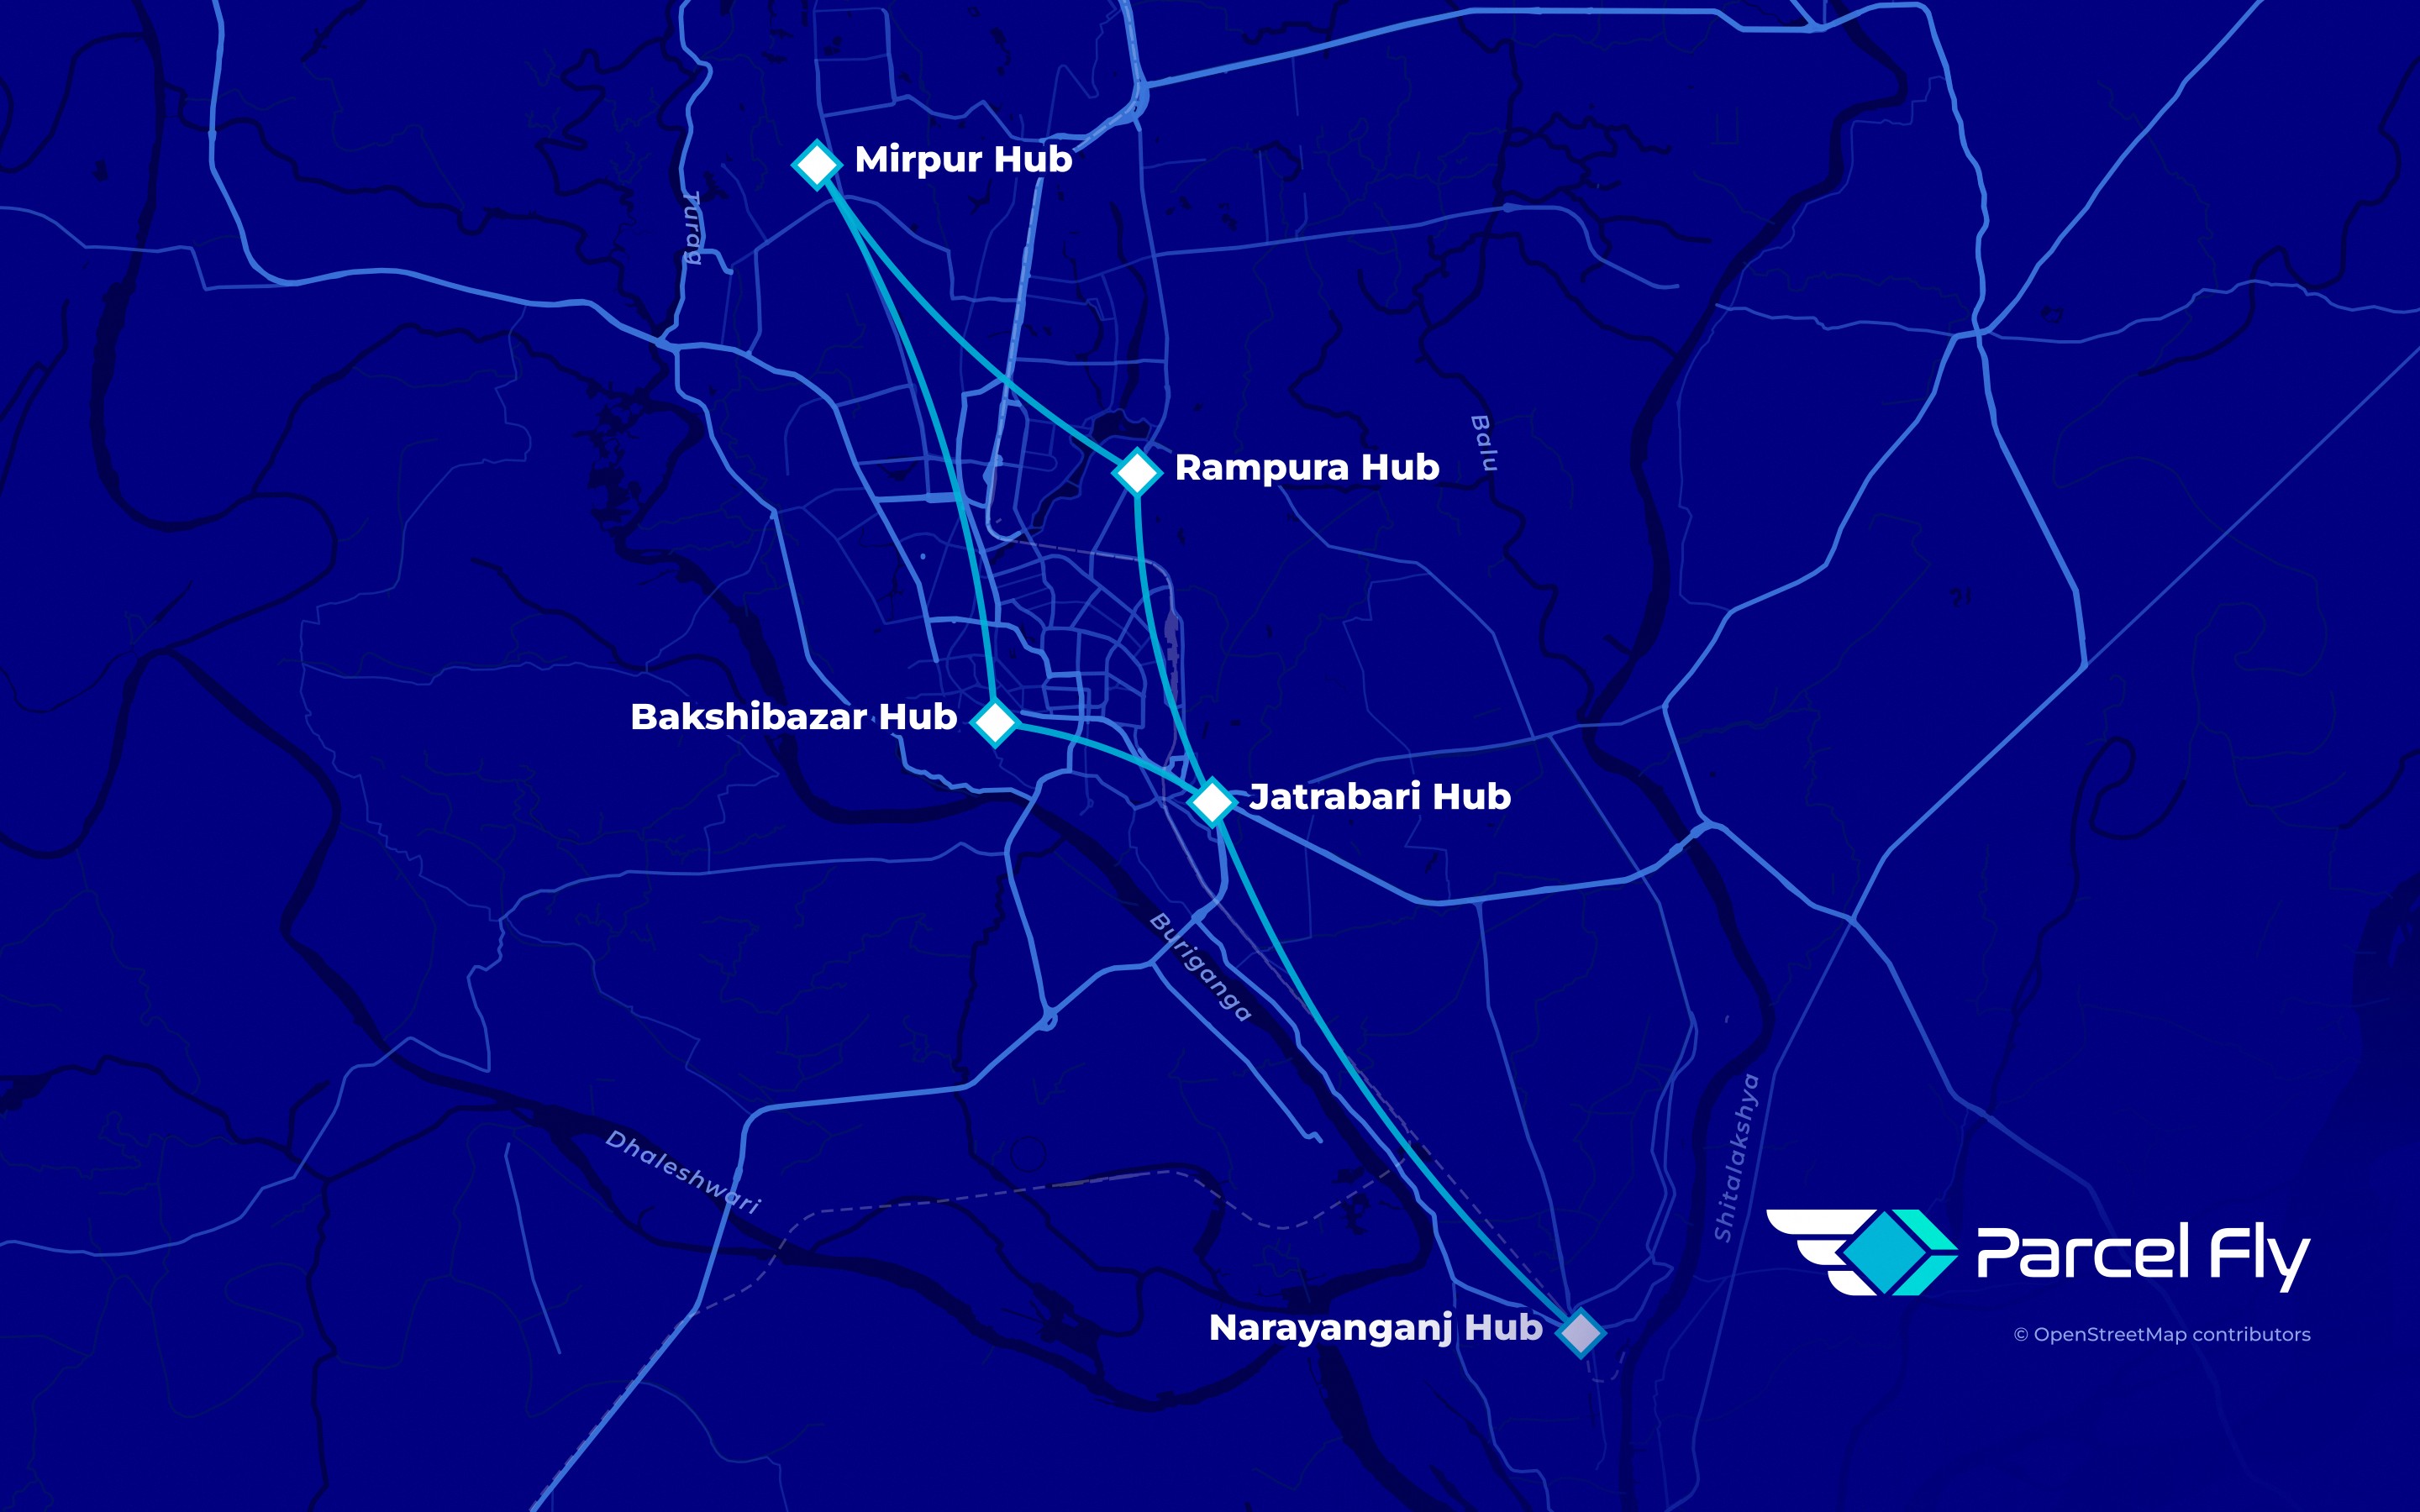 Mirpur Hub
Turag
Rampura Hub
Balu
Bakshibazar Hub
Jatrabari Hub
Buriganga
Dhaleshwari
Shitalakshya
Parcel Fly
Narayanganj Hub
© OpenStreetMap contributors